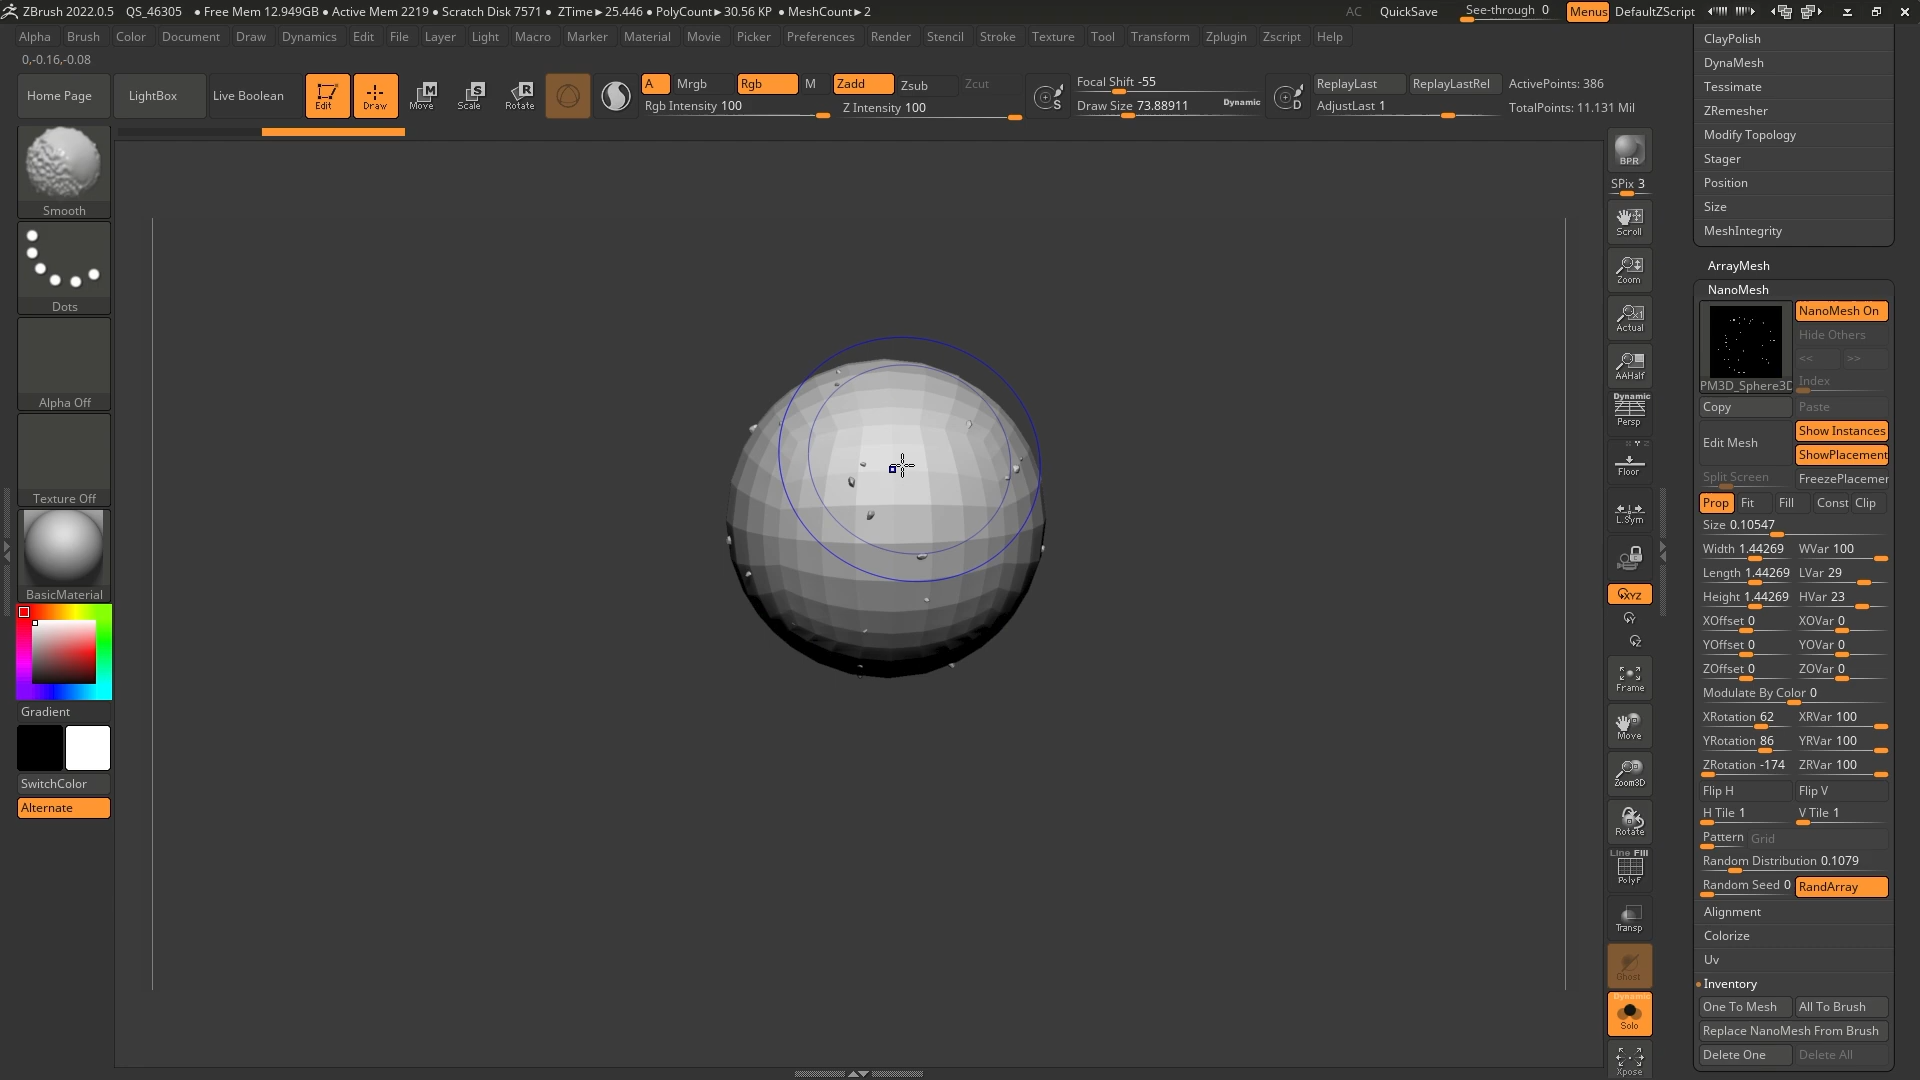 ZBrush 2022.0.5 QS_46305 ● Free Mem 12.949GB ● Active Mem 2219 ● Scratch Disk 7571 ● ZTime►25.446 ● PolyCount►30.56 KP ● MeshCount►2 AC QuickSave See-through 0 Menus DefaultZScript
Alpha Brush Color Document Draw Dynamics Edit File Layer Light Macro Marker Material Movie Picker Preferences Render Stencil Stroke Texture Tool Transform Zplugin Zscript Help
0,-0.16,-0.08
Home Page LightBox Live Boolean Edit Draw Move Scale Rotate
A Mrgb Rgb M Zadd Zsub Zcut
Rgb Intensity 100 Z Intensity 100
S Focal Shift -55
Draw Size 73.88911 Dynamic
D ReplayLast ReplayLastRel ActivePoints: 386
AdjustLast 1 TotalPoints: 11.131 Mil
Smooth
Dots
Alpha Off
Texture Off
BasicMaterial
Gradient
SwitchColor
Alternate
BPR
SPix 3
Scroll
Zoom
Actual
AAHalf
Dynamic
Persp
Floor
L.Sym
XYZ
Y
Z
Frame
Move
Zoom3D
Rotate
Line Fill
PolyF
Transp
Ghost
Dynamic
Solo
Xpose
ClayPolish
DynaMesh
Tessimate
ZRemesher
Modify Topology
Stager
Position
Size
MeshIntegrity
ArrayMesh
NanoMesh
NanoMesh On
Hide Others
<< >>
PM3D_Sphere3D Index
Copy Paste
Edit Mesh Show Instances
ShowPlacement
Split Screen FreezePlacemen
Prop Fit Fill Const Clip
Size 0.10547
Width 1.44269 WVar 100
Length 1.44269 LVar 29
Height 1.44269 HVar 23
XOffset 0 XOVar 0
YOffset 0 YOVar 0
ZOffset 0 ZOVar 0
Modulate By Color 0
XRotation 62 XRVar 100
YRotation 86 YRVar 100
ZRotation -174 ZRVar 100
Flip H Flip V
H Tile 1 V Tile 1
Pattern Grid
Random Distribution 0.1079
Random Seed 0 RandArray
Alignment
Colorize
Uv
Inventory
One To Mesh All To Brush
Replace NanoMesh From Brush
Delete One Delete All